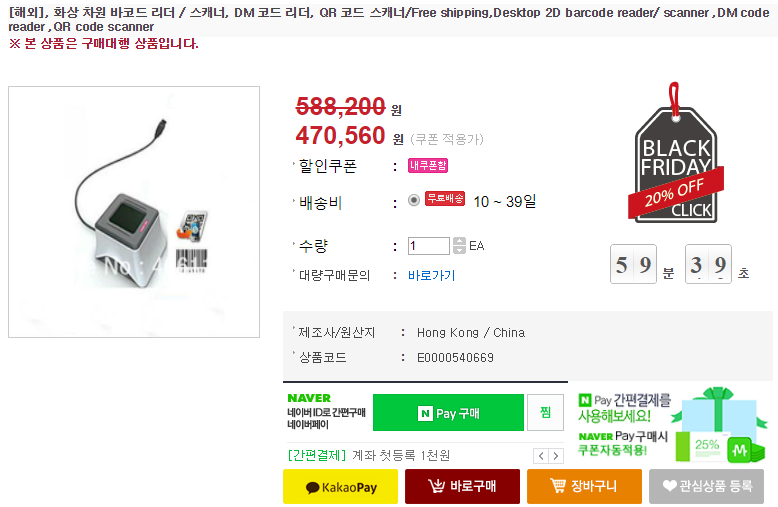 [해외], 화상 차원 바코드 리더 / 스캐너, DM 코드 리더, QR 코드 스캐너/Free shipping,Desktop 2D barcode reader/ scanner ,DM code
reader ,QR code scanner
※ 본 상품은 구매대행 상품입니다.
588,200 원
470,560 원 (쿠폰 적용가)
할인쿠폰 : 내쿠폰함
배송비 : 무료배송 10 ~ 39일
수량 : 1 EA
대량구매문의 : 바로가기
BLACK
FRIDAY
20% OFF
CLICK
59 분 39 초
제조사/원산지 : Hong Kong / China
상품코드 : E0000540669
NAVER
네이버 ID로 간편구매
네이버페이
N Pay 구매
찜
[간편결제] 계좌 첫등록 1천원
N Pay 간편결제를
사용해보세요!
NAVER Pay 구매시
쿠폰자동적용!
25%
KakaoPay
바로구매
장바구니
관심상품 등록